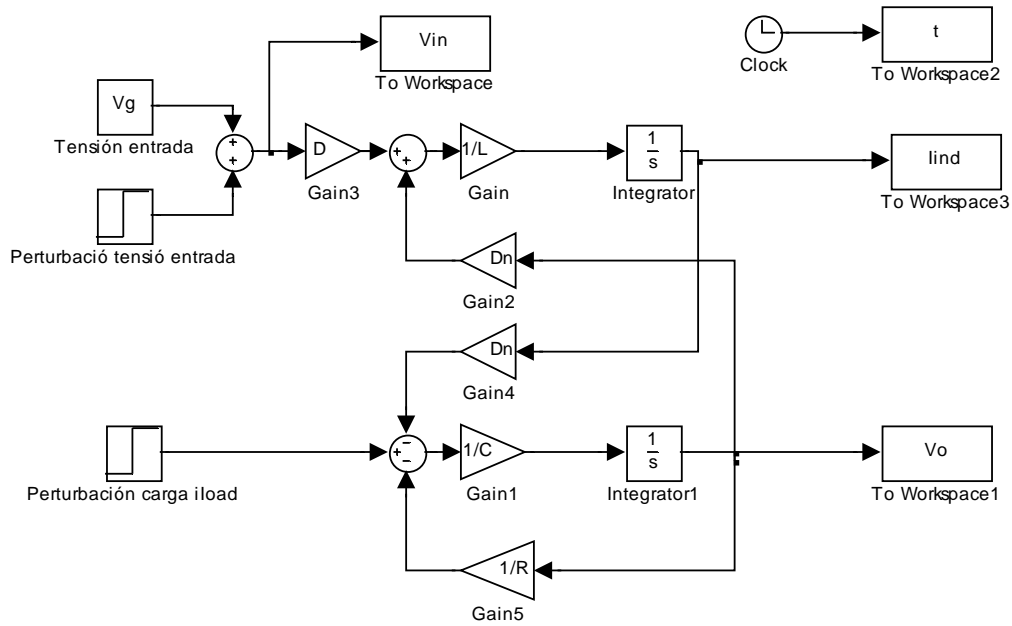 Vin
To Workspace
t
Clock
To Workspace2
Vg
Tensión entrada
+
+
D
Gain3
+
+
1/L
Gain
1
s
Integrator
Iind
To Workspace3
Perturbació tensió entrada
Dn
Gain2
Dn
Gain4
Perturbación carga iload
−
+
−
1/C
Gain1
1
s
Integrator1
Vo
To Workspace1
1/R
Gain5